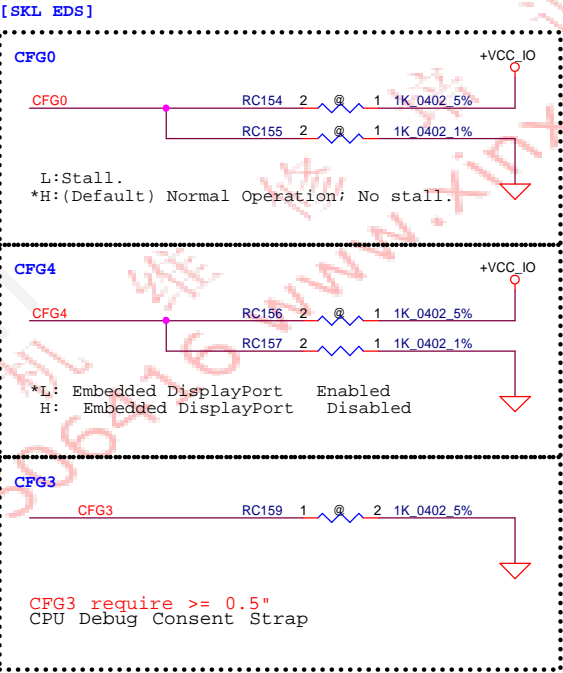 [SKL EDS]
CFG0
+VCC_IO
CFG0 RC154 2 @ 1 1K_0402_5%
RC155 2 @ 1 1K_0402_1%
L:Stall.
*H:(Default) Normal Operation; No stall.
CFG4
+VCC_IO
CFG4 RC156 2 @ 1 1K_0402_5%
RC157 2 1 1K_0402_1%
*L: Embedded DisplayPort Enabled
H: Embedded DisplayPort Disabled
CFG3
CFG3 RC159 1 @ 2 1K_0402_5%
CFG3 require >= 0.5"
CPU Debug Consent Strap